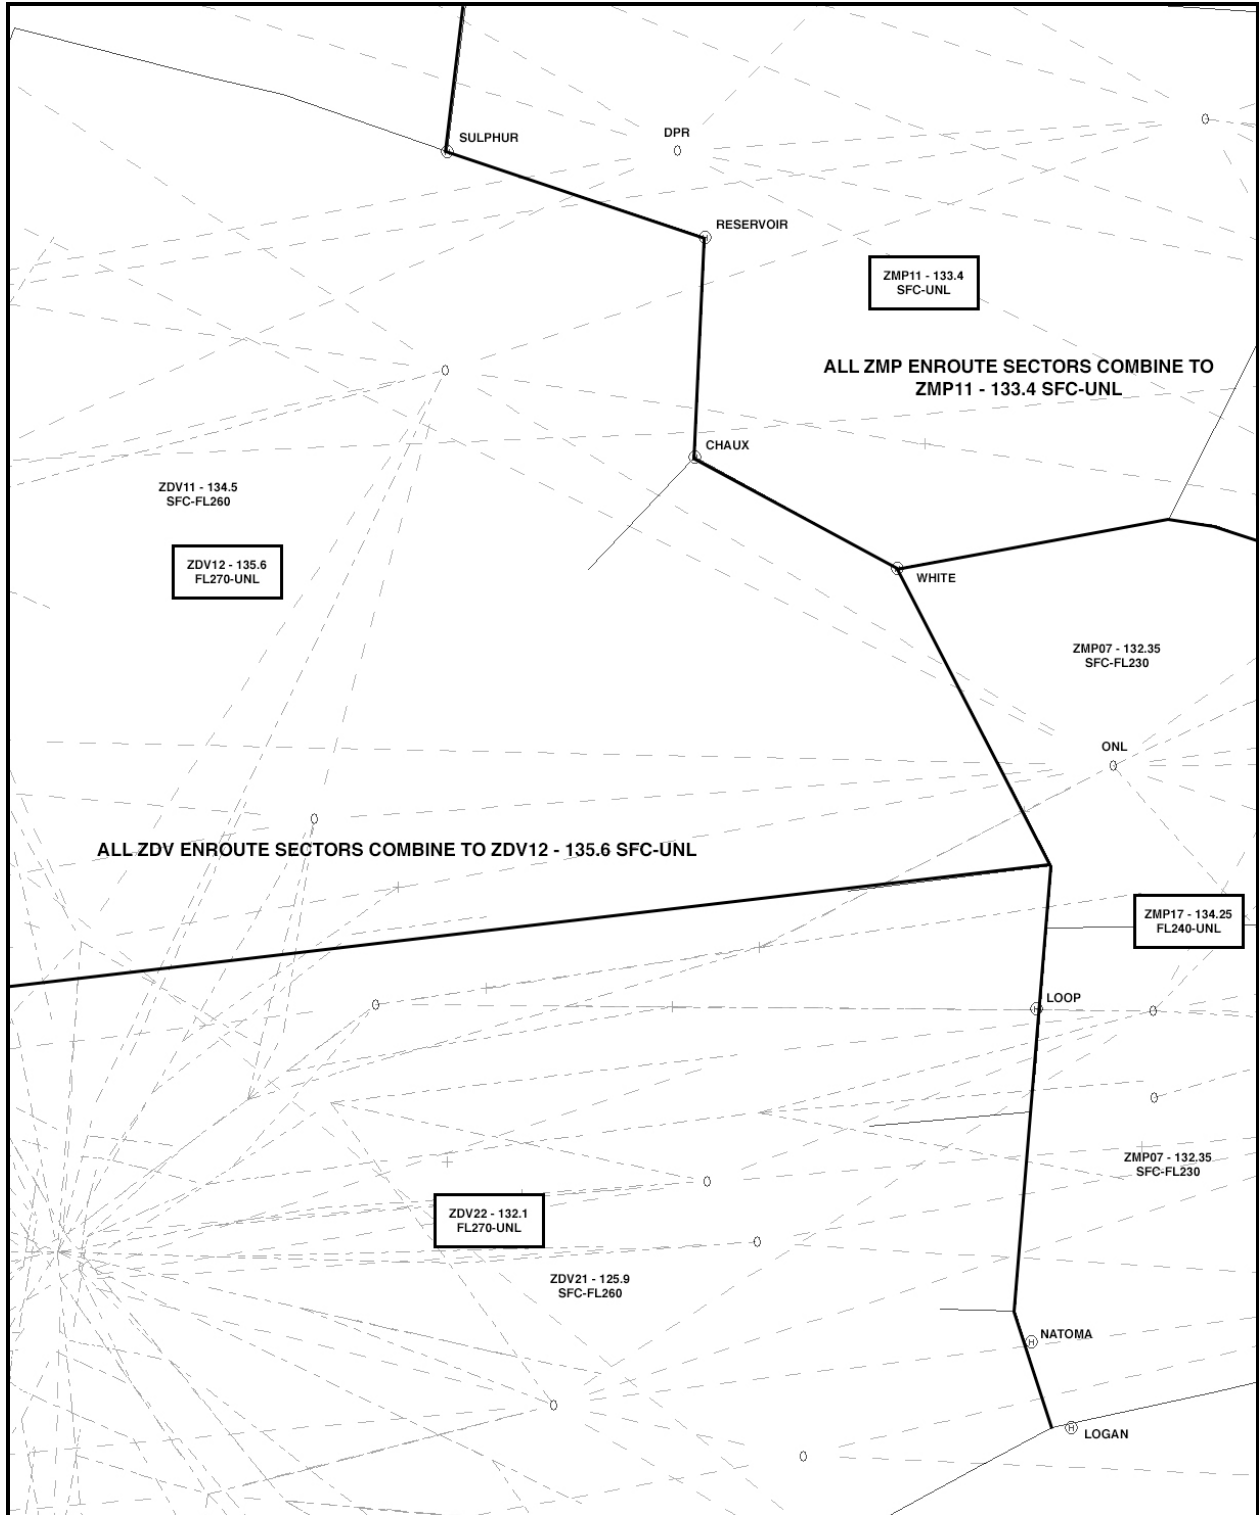 SULPHUR
DPR
RESERVOIR
ZMP11 - 133.4
SFC-UNL
ALL ZMP ENROUTE SECTORS COMBINE TO
ZMP11 - 133.4 SFC-UNL
CHAUX
ZDV11 - 134.5
SFC-FL260
ZDV12 - 135.6
FL270-UNL
WHITE
ZMP07 - 132.35
SFC-FL230
ONL
ALL ZDV ENROUTE SECTORS COMBINE TO ZDV12 - 135.6 SFC-UNL
ZMP17 - 134.25
FL240-UNL
H LOOP
ZMP07 - 132.35
SFC-FL230
ZDV22 - 132.1
FL270-UNL
ZDV21 - 125.9
SFC-FL260
H NATOMA
H LOGAN